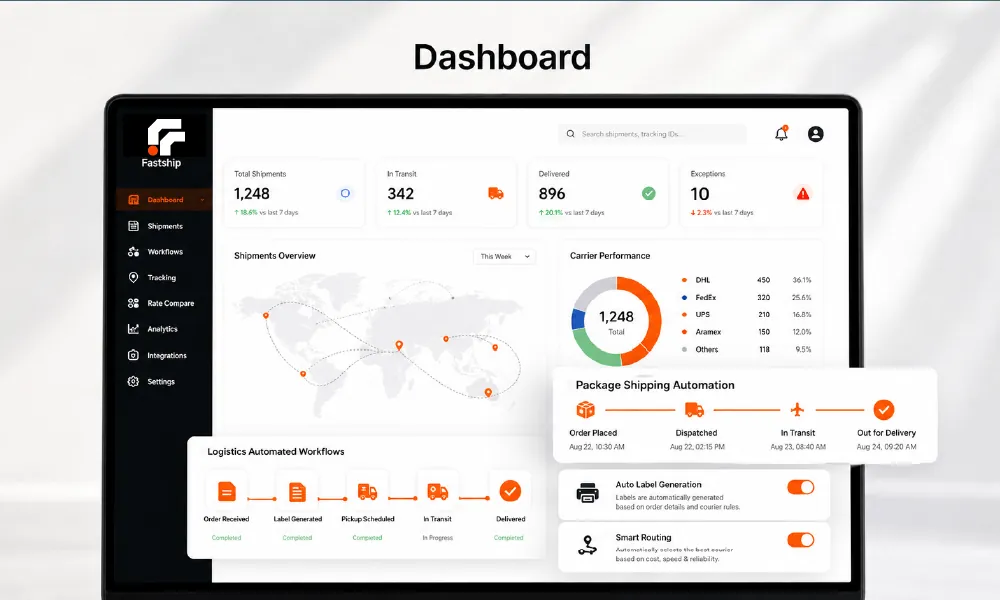 Dashboard
Fastship
Dashboard
Shipments
Workflows
Tracking
Rate Compare
Analytics
Integrations
Settings
Search shipments, tracking IDs...
Total Shipments
1,248
↑ 18.6% vs last 7 days
In Transit
342
↑ 12.4% vs last 7 days
Delivered
896
↑ 20.1% vs last 7 days
Exceptions
10
↓ 2.3% vs last 7 days
Shipments Overview
This Week
Carrier Performance
1,248
Total
DHL 450 36.1%
FedEx 320 25.6%
UPS 210 16.8%
Aramex 150 12.0%
Others 118 9.5%
Package Shipping Automation
Order Placed
Aug 22, 10:30 AM
Dispatched
Aug 22, 02:15 PM
In Transit
Aug 23, 08:40 AM
Out for Delivery
Aug 24, 09:20 AM
Logistics Automated Workflows
Order Received
Completed
Label Generated
Completed
Pickup Scheduled
Completed
In Transit
In Progress
Delivered
Completed
Auto Label Generation
Labels are automatically generated
based on order details and courier rules.
Smart Routing
Automatically selects the best courier
based on cost, speed & reliability.